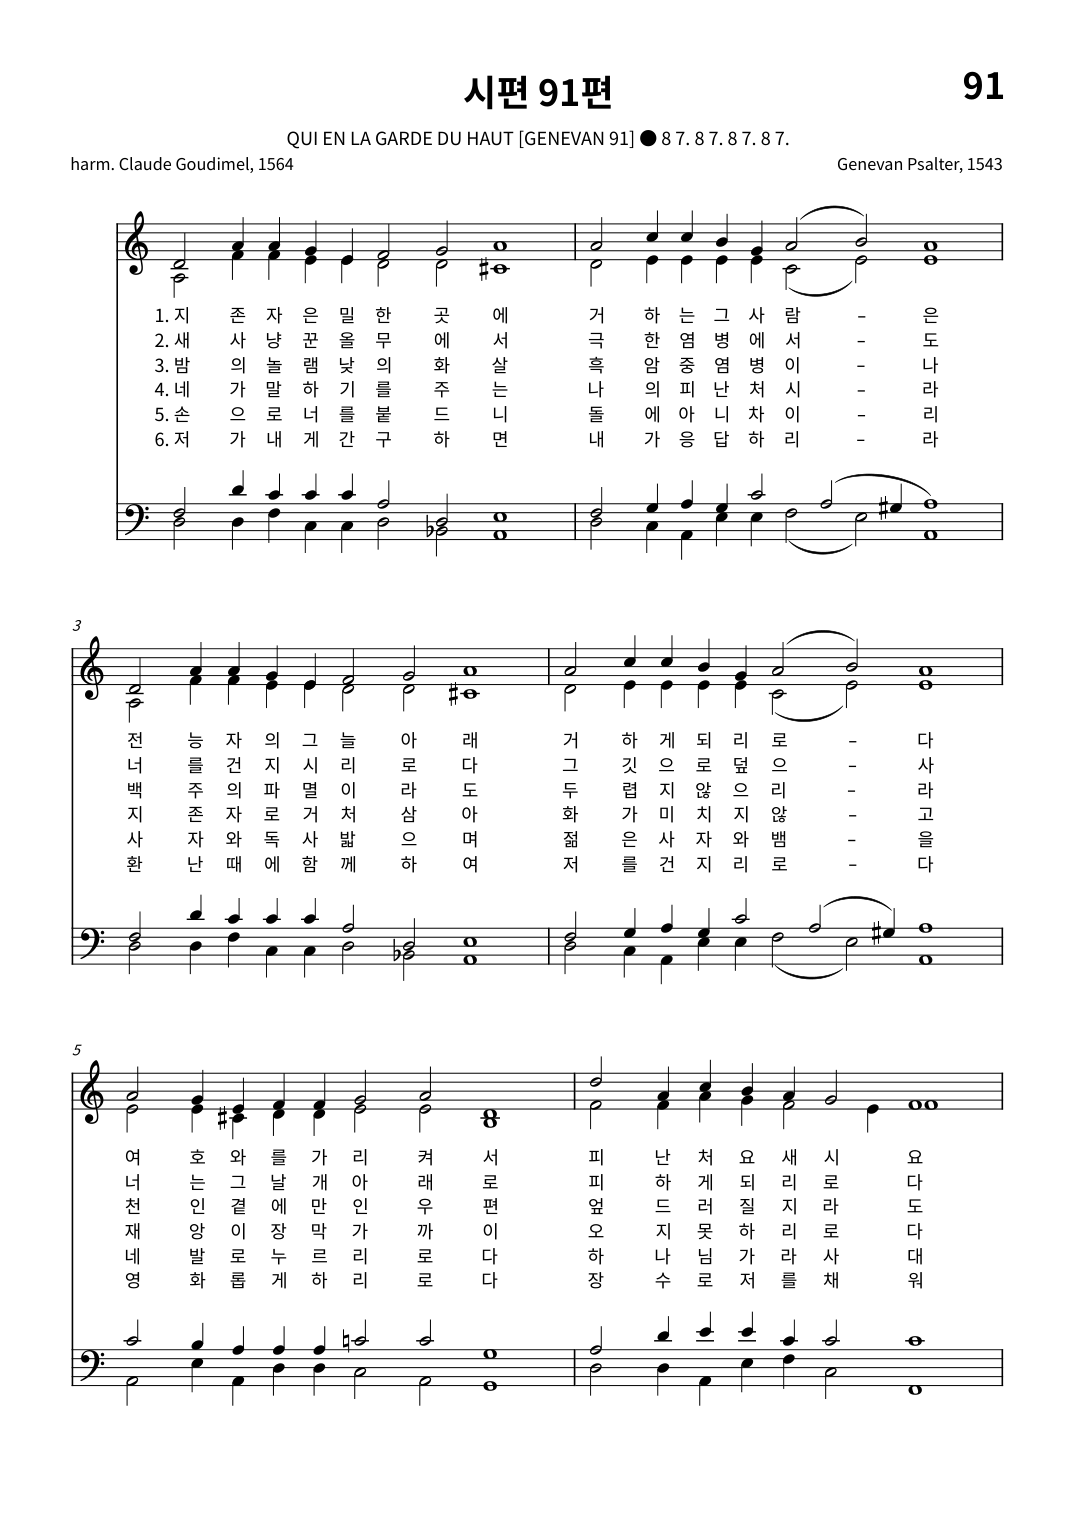 시편 91편
91
QUI EN LA GARDE DU HAUT [GENEVAN 91] ● 8 7. 8 7. 8 7. 8 7.
harm. Claude Goudimel, 1564
Genevan Psalter, 1543
1. 지 존 자 은 밀 한 곳 에 거 하 는 그 사 람 – 은
2. 새 사 냥 꾼 올 무 에 서 극 한 염 병 에 서 – 도
3. 밤 의 놀 램 낮 의 화 살 흑 암 중 염 병 이 – 나
4. 네 가 말 하 기 를 주 는 나 의 피 난 처 시 – 라
5. 손 으 로 너 를 붙 드 니 돌 에 아 니 차 이 – 리
6. 저 가 내 게 간 구 하 면 내 가 응 답 하 리 – 라
3
전 능 자 의 그 늘 아 래 거 하 게 되 리 로 – 다
너 를 건 지 시 리 로 다 그 깃 으 로 덮 으 – 사
백 주 의 파 멸 이 라 도 두 렵 지 않 으 리 – 라
지 존 자 로 거 처 삼 아 화 가 미 치 지 않 – 고
사 자 와 독 사 밟 으 며 젊 은 사 자 와 뱀 – 을
환 난 때 에 함 께 하 여 저 를 건 지 리 로 – 다
5
여 호 와 를 가 리 켜 서 피 난 처 요 새 시 요
너 는 그 날 개 아 래 로 피 하 게 되 리 로 다
천 인 곁 에 만 인 우 편 엎 드 러 질 지 라 도
재 앙 이 장 막 가 까 이 오 지 못 하 리 로 다
네 발 로 누 르 리 로 다 하 나 님 가 라 사 대
영 화 롭 게 하 리 로 다 장 수 로 저 를 채 워